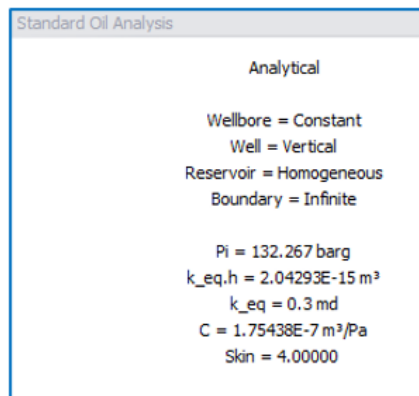 Standard Oil Analysis
Analytical
Wellbore = Constant
Well = Vertical
Reservoir = Homogeneous
Boundary = Infinite
Pi = 132.267 barg
k_eq.h = 2.04293E-15 m³
k_eq = 0.3 md
C = 1.75438E-7 m³/Pa
Skin = 4.00000